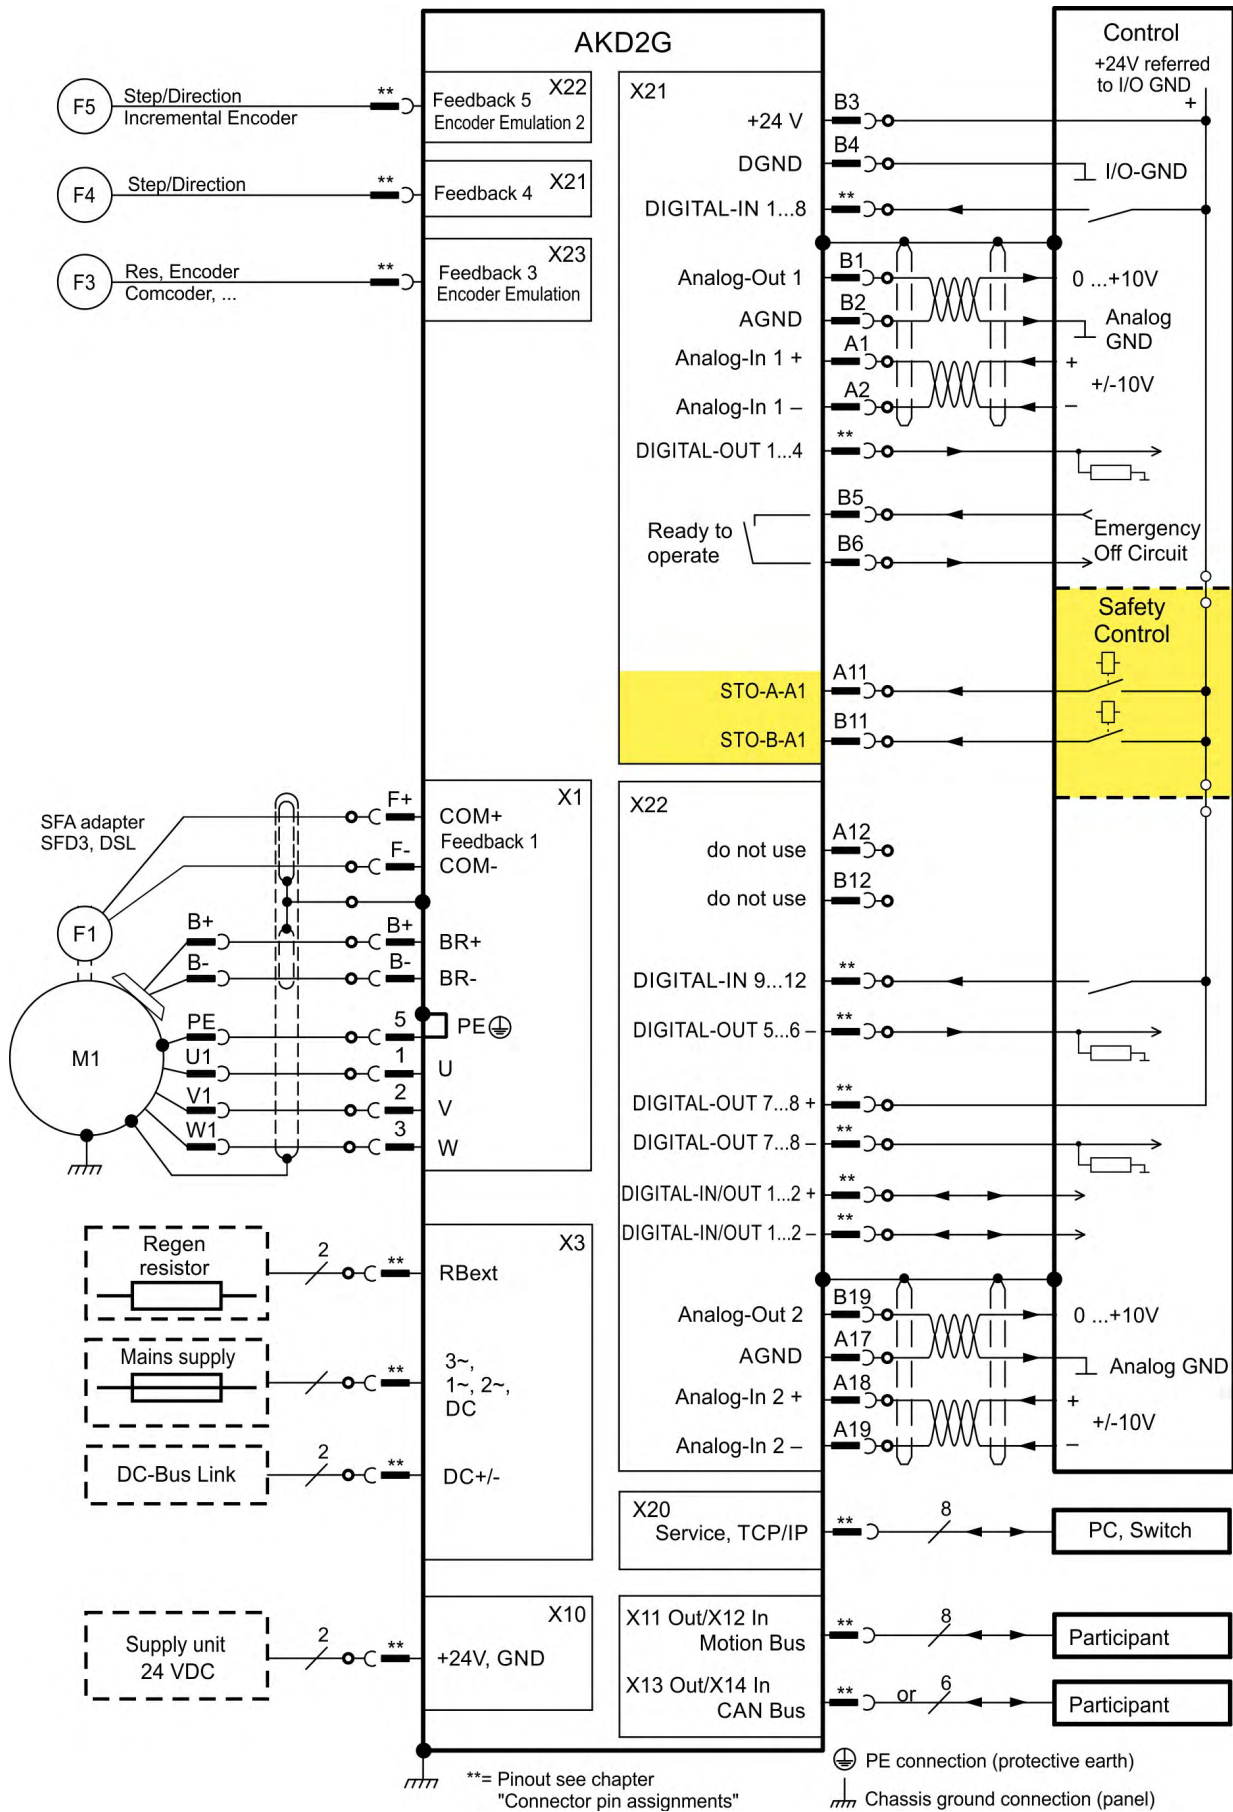 AKD2G
Control
+24V referred
to I/O GND
+
F5
Step/Direction
Incremental Encoder
**
X22
Feedback 5
Encoder Emulation 2
F4
Step/Direction
**
X21
Feedback 4
F3
Res, Encoder
Comcoder, ...
**
X23
Feedback 3
Encoder Emulation
X21
+24 V
B3
DGND
B4
I/O-GND
DIGITAL-IN 1...8
**
Analog-Out 1
B1
0 ...+10V
AGND
B2
Analog
GND
Analog-In 1 +
A1
+
+/-10V
Analog-In 1 –
A2
–
DIGITAL-OUT 1...4
**
Ready to
operate
B5
B6
Emergency
Off Circuit
Safety
Control
STO-A-A1
A11
STO-B-A1
B11
SFA adapter
SFD3, DSL
F1
M1
X1
F+
COM+
Feedback 1
F-
COM-
B+
B+
BR+
B-
B-
BR-
PE
5
PE
U1
1
U
V1
2
V
W1
3
W
X22
do not use
A12
do not use
B12
DIGITAL-IN 9...12
**
DIGITAL-OUT 5...6 –
**
DIGITAL-OUT 7...8 +
**
DIGITAL-OUT 7...8 –
**
DIGITAL-IN/OUT 1...2 +
**
DIGITAL-IN/OUT 1...2 –
**
Analog-Out 2
B19
0 ...+10V
AGND
A17
Analog GND
Analog-In 2 +
A18
+
+/-10V
Analog-In 2 –
A19
–
Regen
resistor
2
**
X3
RBext
Mains supply
**
3~,
1~, 2~,
DC
DC-Bus Link
2
**
DC+/-
Supply unit
24 VDC
2
**
X10
+24V, GND
X20
Service, TCP/IP
**
8
PC, Switch
X11 Out/X12 In
Motion Bus
**
8
Participant
X13 Out/X14 In
CAN Bus
**
or
6
Participant
**= Pinout see chapter
"Connector pin assignments"
PE connection (protective earth)
Chassis ground connection (panel)